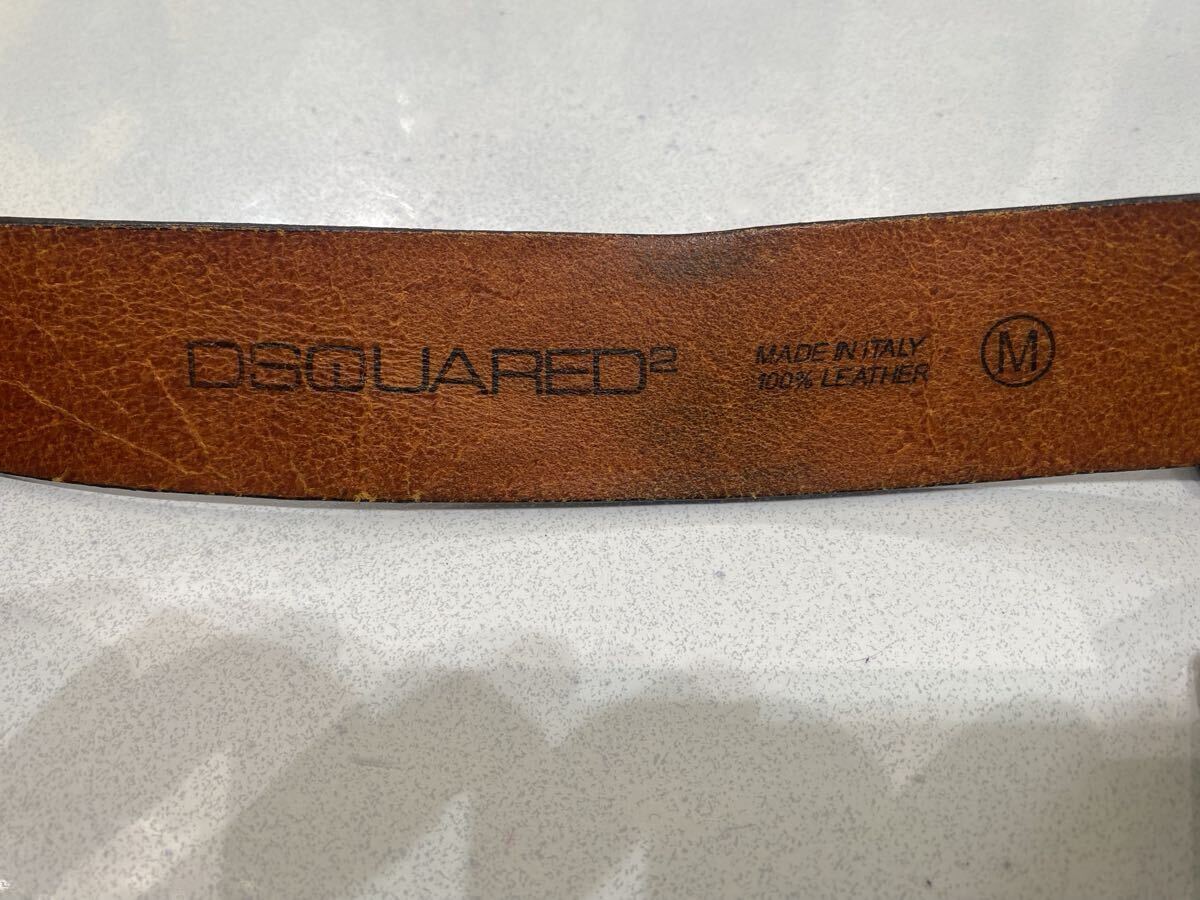 DSQUARED2
MADE IN ITALY
100% LEATHER
M